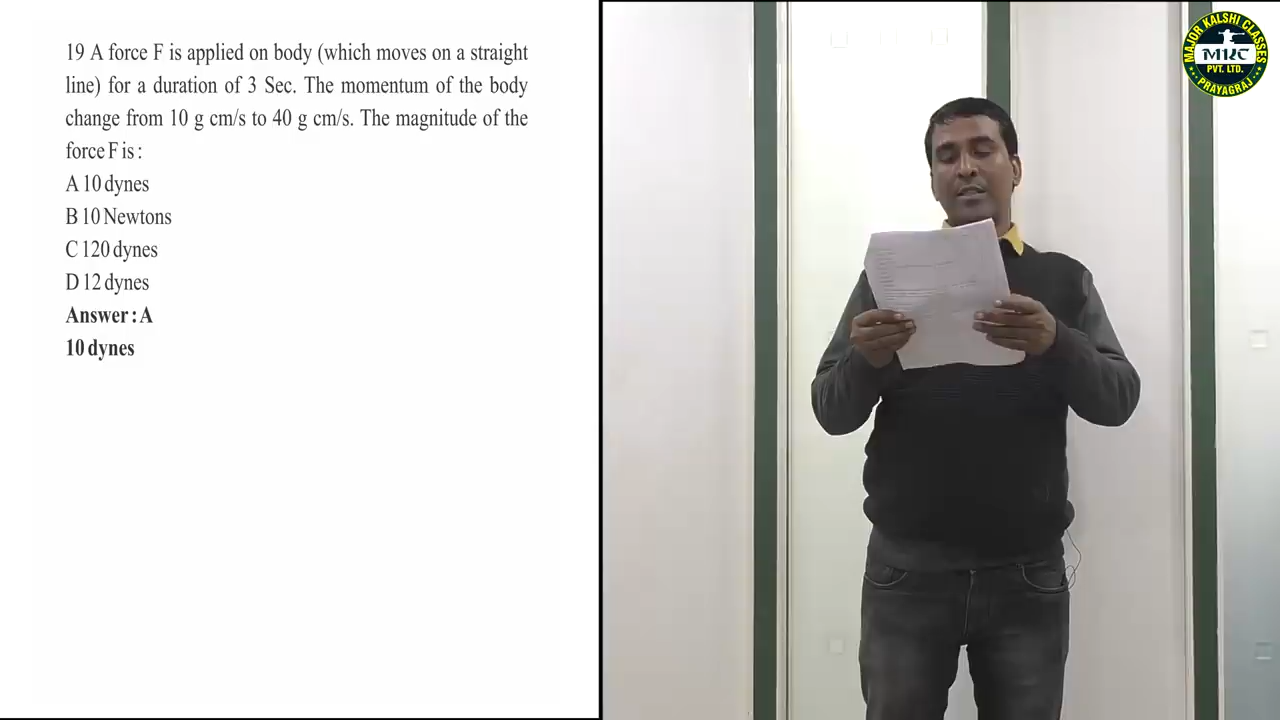 19 A force F is applied on body (which moves on a straight
line) for a duration of 3 Sec. The momentum of the body
change from 10 g cm/s to 40 g cm/s. The magnitude of the
force F is :
A 10 dynes
B 10 Newtons
C 120 dynes
D 12 dynes
Answer : A
10 dynes
MAJOR KALSHI CLASSES
MKC
PVT. LTD.
PRAYAGRAJ